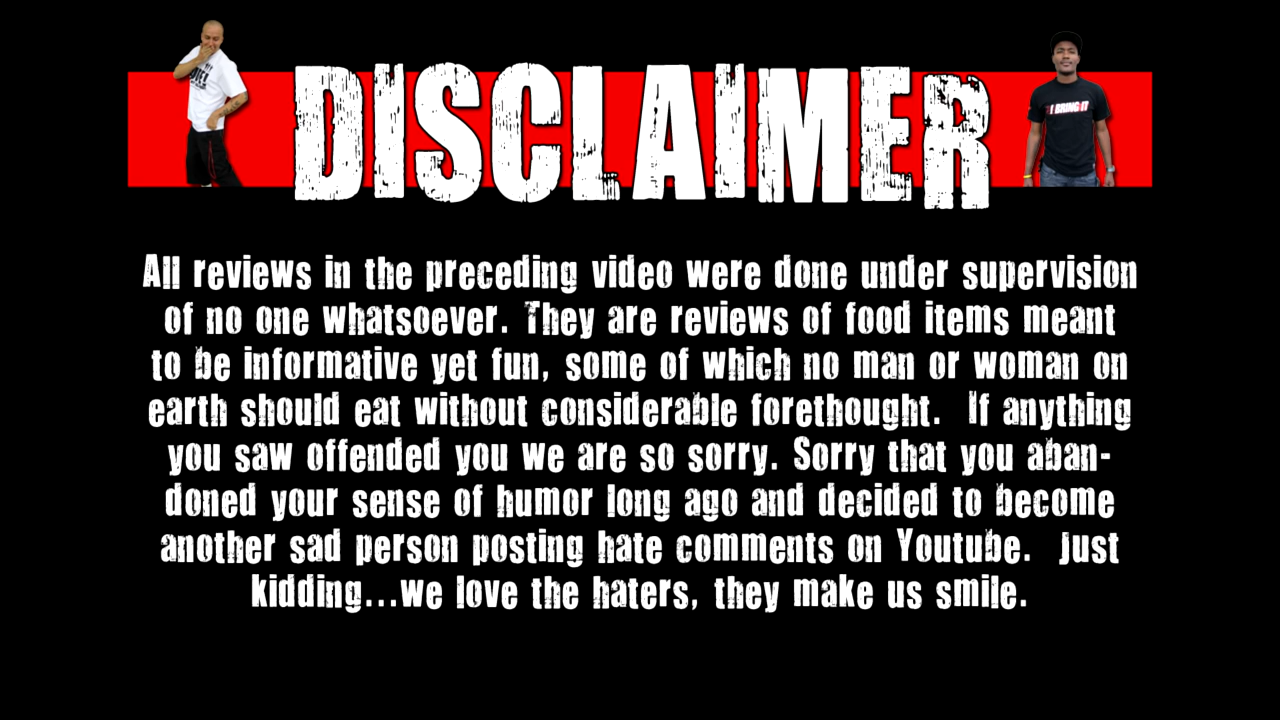 DISCLAIMER
I BRING IT
All reviews in the preceding video were done under supervision
of no one whatsoever. They are reviews of food items meant
to be informative yet fun, some of which no man or woman on
earth should eat without considerable forethought. If anything
you saw offended you we are so sorry. Sorry that you aban-
doned your sense of humor long ago and decided to become
another sad person posting hate comments on Youtube. Just
kidding...we love the haters, they make us smile.